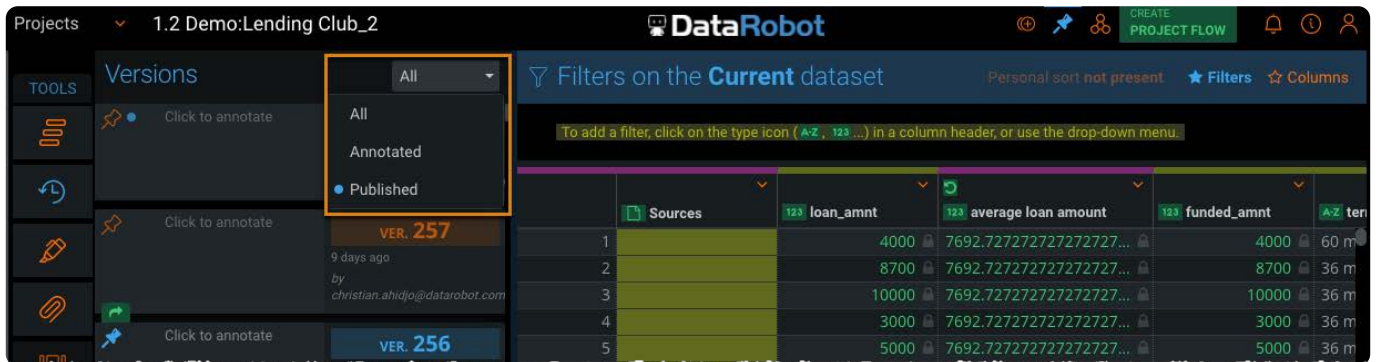 Projects
1.2 Demo:Lending Club_2
DataRobot
CREATE
PROJECT FLOW
TOOLS
Versions
All
All
Annotated
Published
Click to annotate
Click to annotate
VER. 257
9 days ago
by
christian.ahidjo@datarobot.com
Click to annotate
VER. 256
Filters on the Current dataset
Personal sort not present
Filters
Columns
To add a filter, click on the type icon ( A-Z , 123 ...) in a column header, or use the drop-down menu.
Sources 123 loan_amnt 123 average loan amount 123 funded_amnt A-Z ter
1 4000 7692.727272727272727... 4000 60 m
2 8700 7692.727272727272727... 8700 36 m
3 10000 7692.727272727272727... 10000 36 m
4 3000 7692.727272727272727... 3000 36 m
5 5000 7692.727272727272727... 5000 36 m